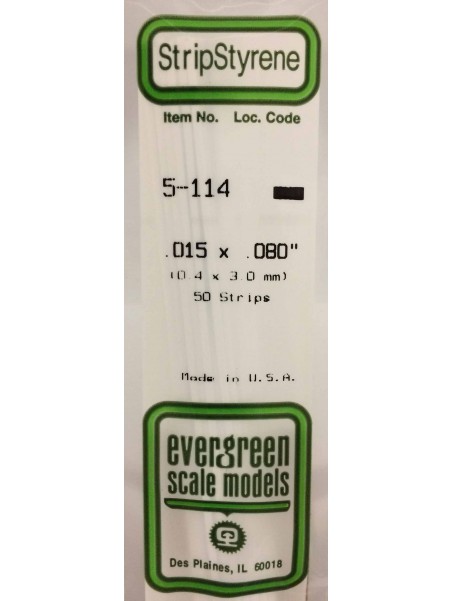 StripStyrene
Item No. Loc. Code
5-114
.015 x .080"
(0.4 x 3.0 mm)
50 Strips
Made in U.S.A.
evergreen
scale models
Des Plaines, IL 60018